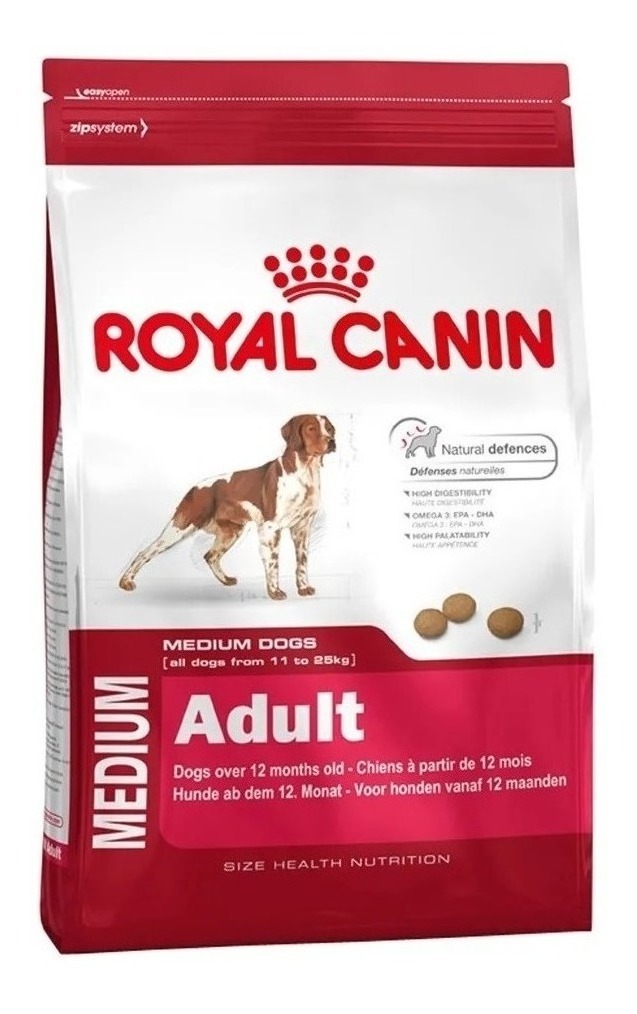 easyopen
zipsystem
ROYAL CANIN
Natural defences
Défenses naturelles
HIGH DIGESTIBILITY
HAUTE DIGESTIBILITÉ
OMEGA 3: EPA - DHA
OMÉGA 3 : EPA - DHA
HIGH PALATABILITY
HAUTE APPÉTENCE
MEDIUM DOGS
[all dogs from 11 to 25kg]
MEDIUM
Adult
Dogs over 12 months old - Chiens à partir de 12 mois
Hunde ab dem 12. Monat - Voor honden vanaf 12 maanden
SIZE HEALTH NUTRITION
Adult